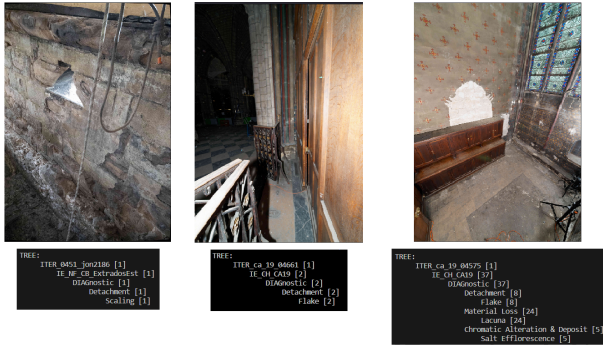 TREE:
ITER_0451_jon2186 [1]
IE_NF_CB_ExtradosEst [1]
DIAGnostic [1]
Detachment [1]
Scaling [1]
TREE:
ITER_ca_19_04661 [1]
IE_CH_CA19 [2]
DIAGnostic [2]
Detachment [2]
Flake [2]
TREE:
ITER_ca_19_04575 [1]
IE_CH_CA19 [37]
DIAGnostic [37]
Detachment [8]
Flake [8]
Material Loss [24]
Lacuna [24]
Chromatic Alteration & Deposit [5]
Salt Efflorescence [5]